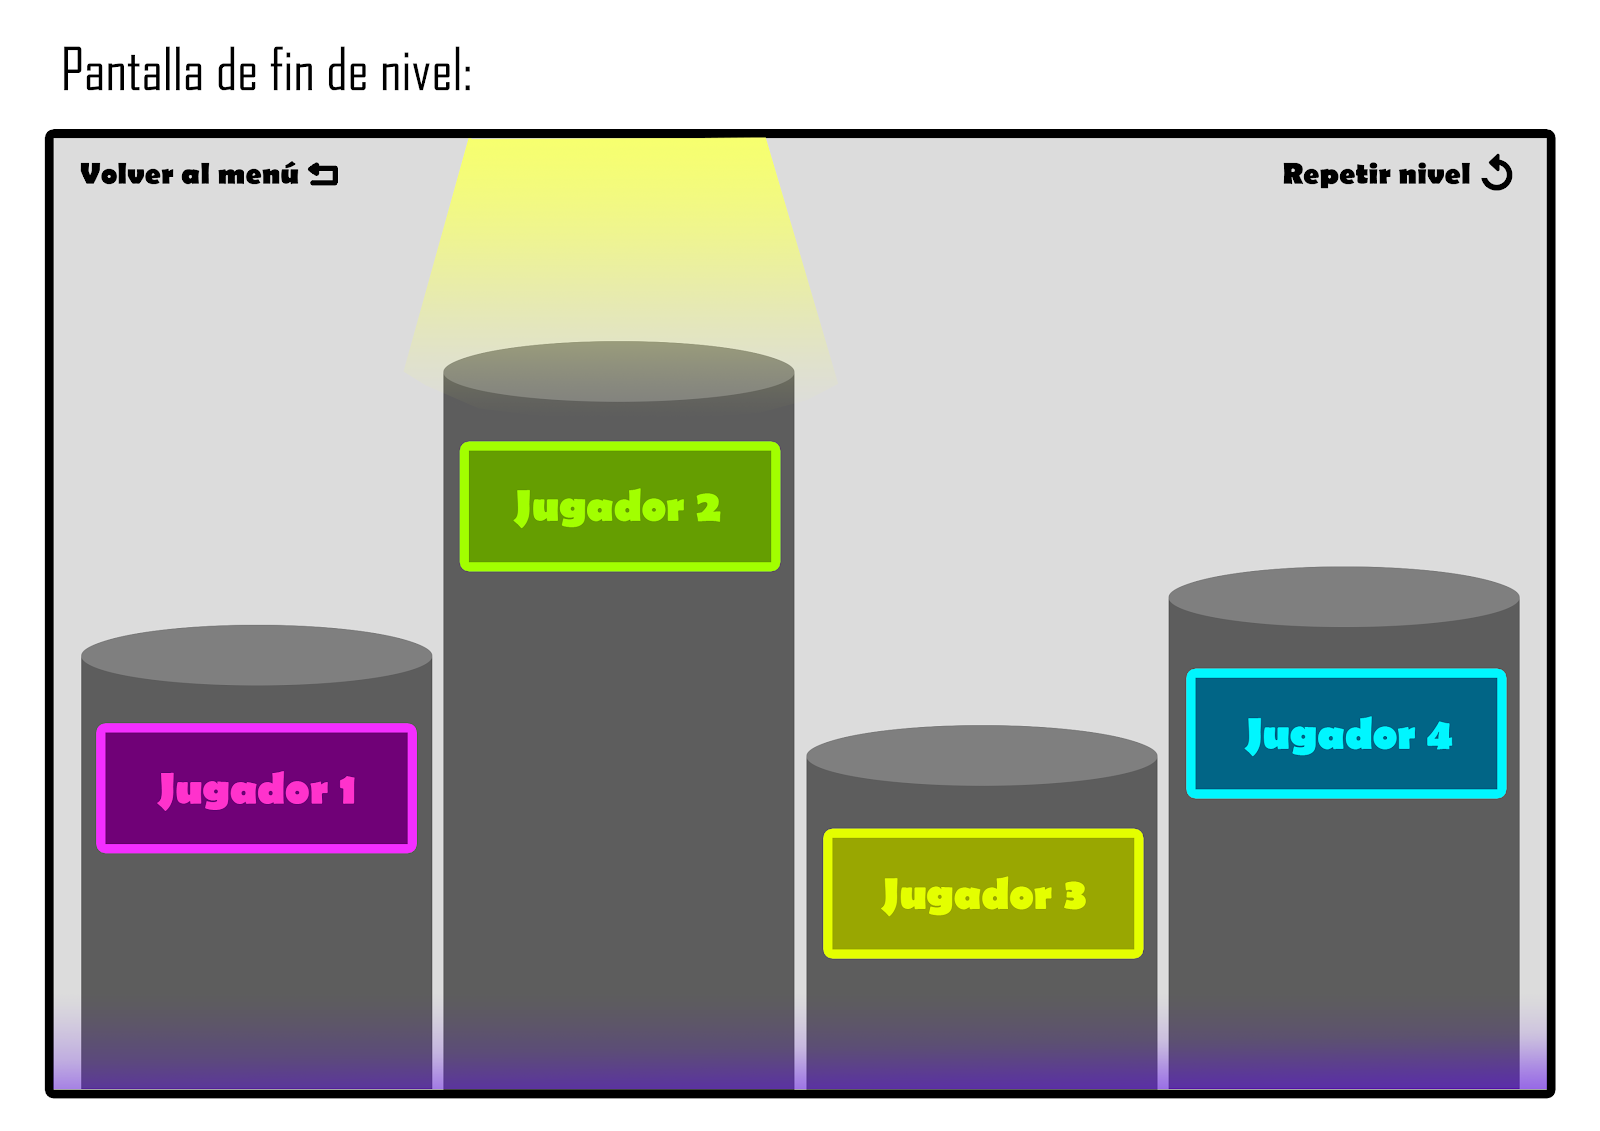 Pantalla de fin de nivel:
Volver al menú
Repetir nivel
Jugador 2
Jugador 4
Jugador 1
Jugador 3